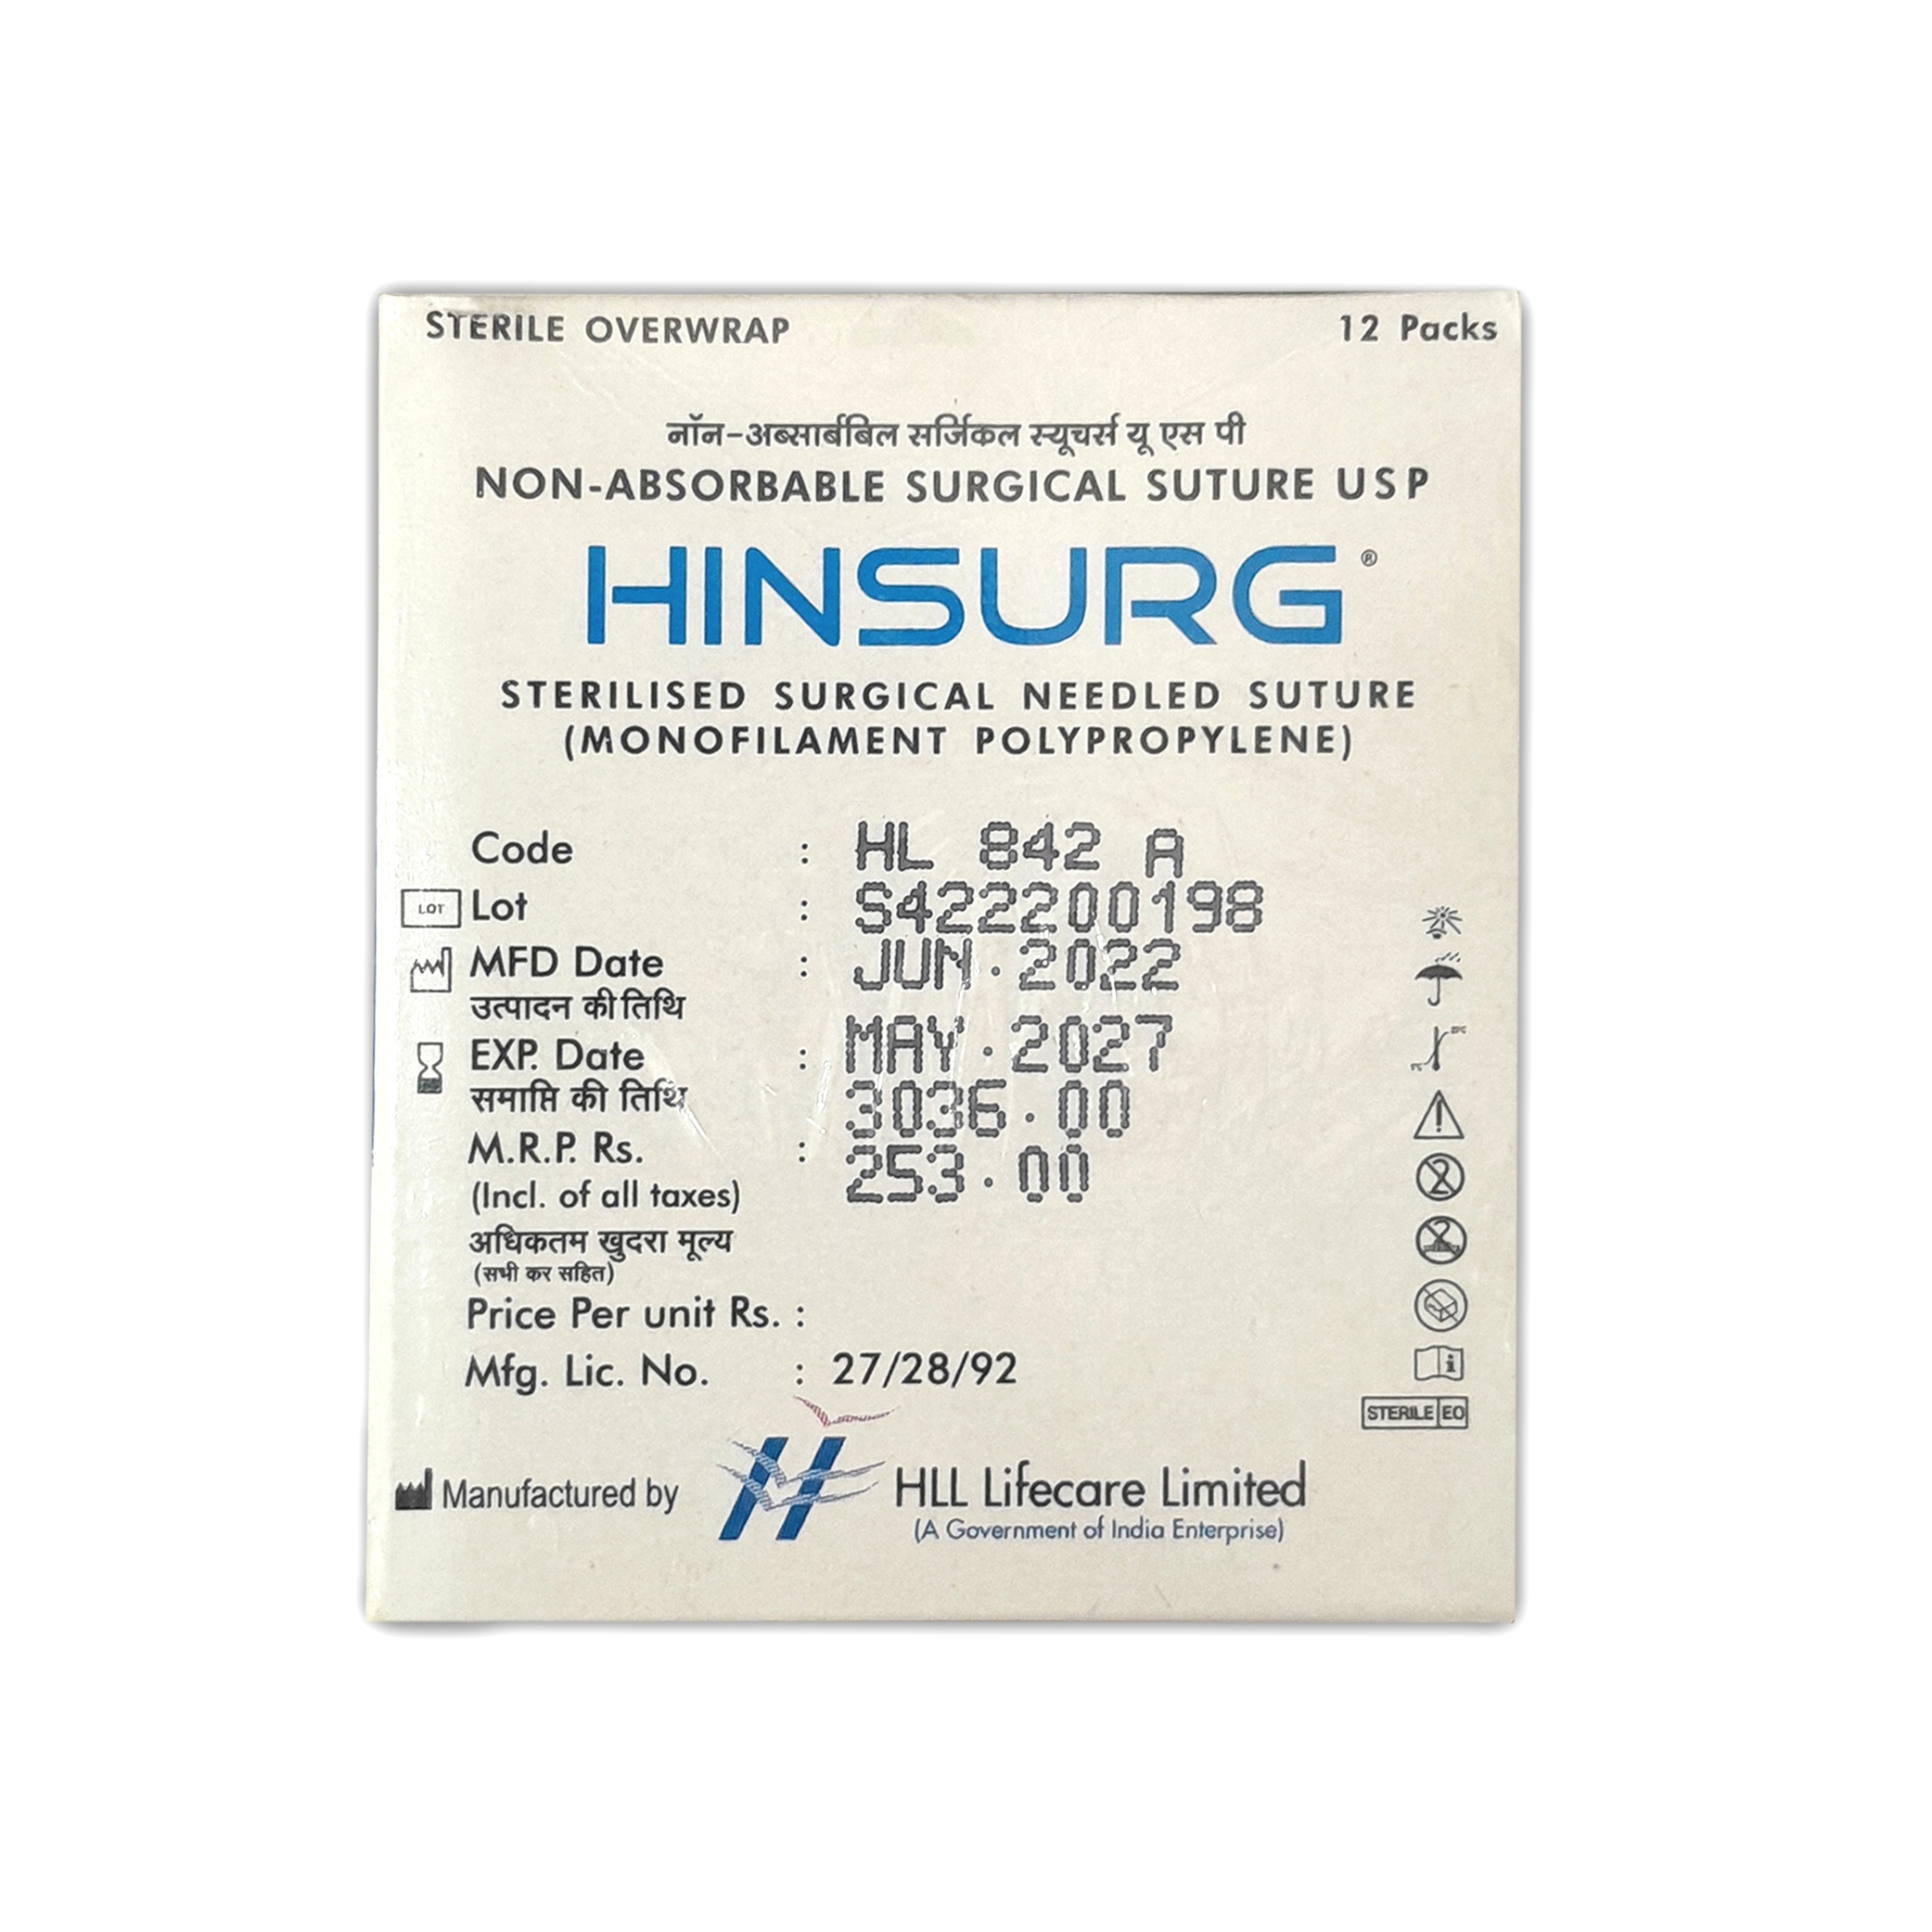 STERILE OVERWRAP 12 Packs
नॉन-अब्सार्बबिल सर्जिकल स्यूचर्स यू एस पी
NON-ABSORBABLE SURGICAL SUTURE USP
HINSURG®
STERILISED SURGICAL NEEDLED SUTURE
(MONOFILAMENT POLYPROPYLENE)
Code : HL 842 A
LOT Lot : S422200198
MFD Date : JUN.2022
उत्पादन की तिथि
EXP. Date : MAY.2027
समाप्ति की तिथि 3036.00
M.R.P. Rs. : 253.00
(Incl. of all taxes)
अधिकतम खुदरा मूल्य
(सभी कर सहित)
Price Per unit Rs. :
Mfg. Lic. No. : 27/28/92
STERILE EO
Manufactured by HLL Lifecare Limited
(A Government of India Enterprise)